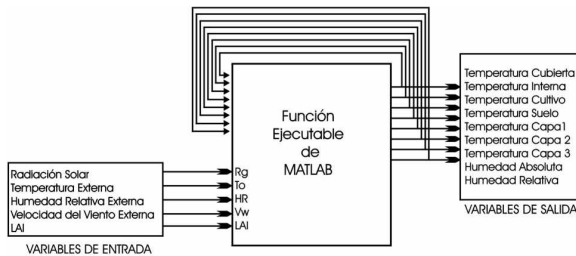 Temperatura Cubierta
Temperatura Interna
Temperatura Cultivo
Temperatura Suelo
Temperatura Capa1
Temperatura Capa 2
Temperatura Capa 3
Humedad Absoluta
Humedad Relativa
VARIABLES DE SALIDA
Función
Ejecutable
de
MATLAB
Rg
To
HR
Vw
LAI
Radiación Solar
Temperatura Externa
Humedad Relativa Externa
Velocidad del Viento Externa
LAI
VARIABLES DE ENTRADA